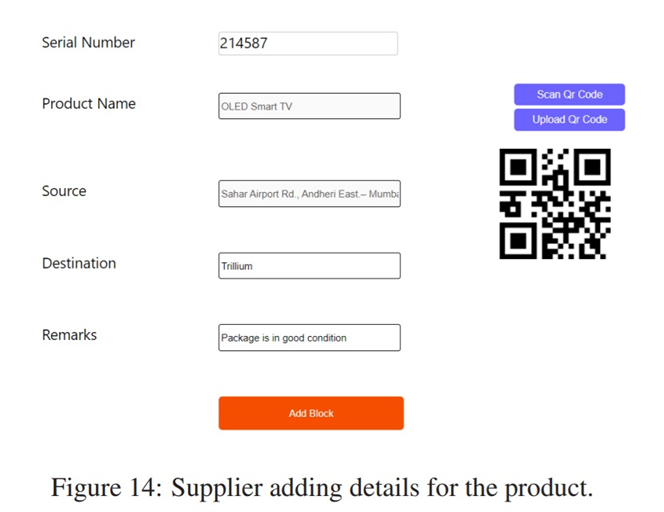 Serial Number 214587
Product Name OLED Smart TV
Scan Qr Code
Upload Qr Code
Source Sahar Airport Rd., Andheri East.– Mumba
Destination Trillium
Remarks Package is in good condition
Add Block
Figure 14: Supplier adding details for the product.